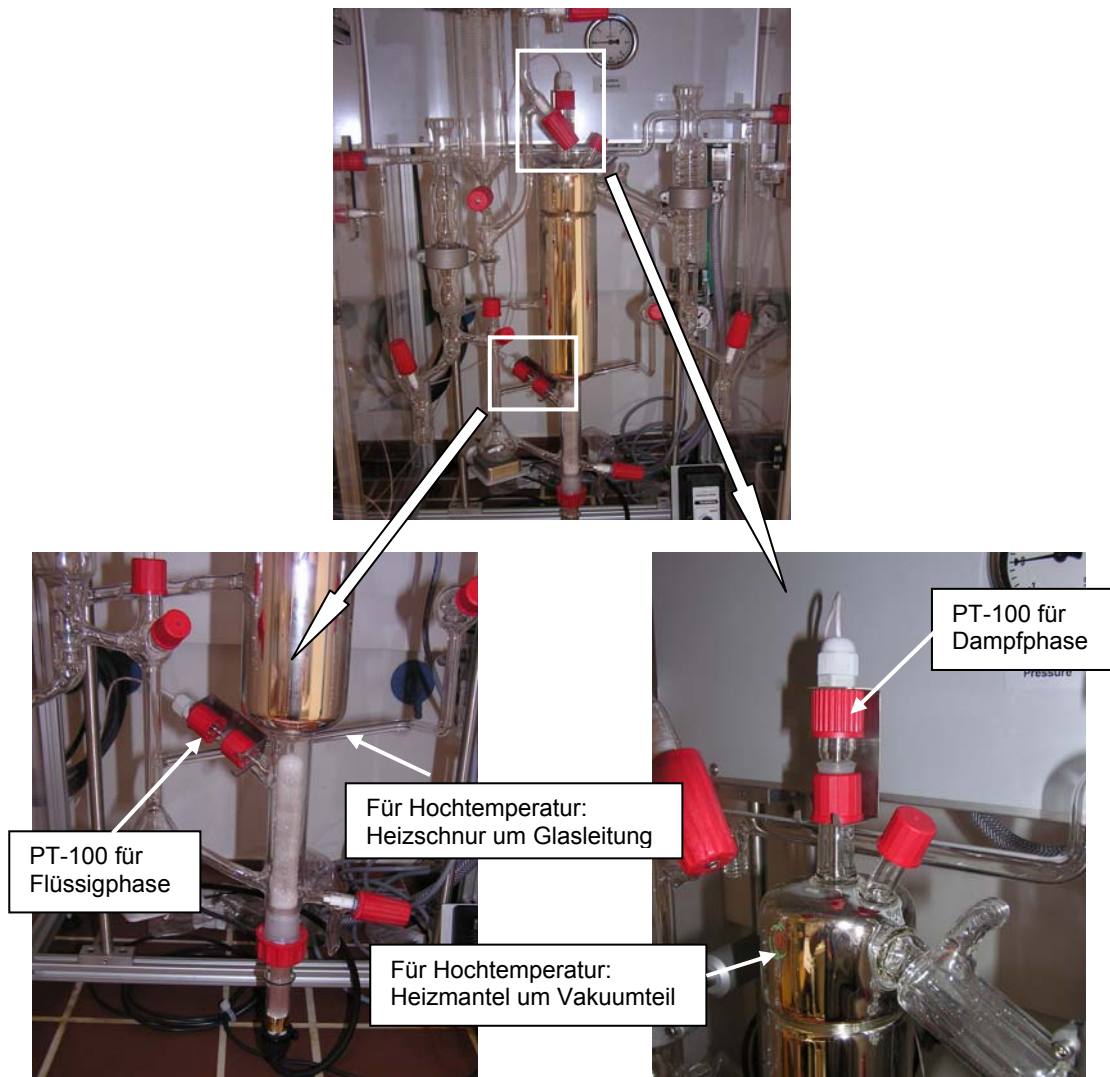 PT-100 für
Dampfphase
Pressure
Für Hochtemperatur:
Heizschnur um Glasleitung
PT-100 für
Flüssigphase
Für Hochtemperatur:
Heizmantel um Vakuumteil